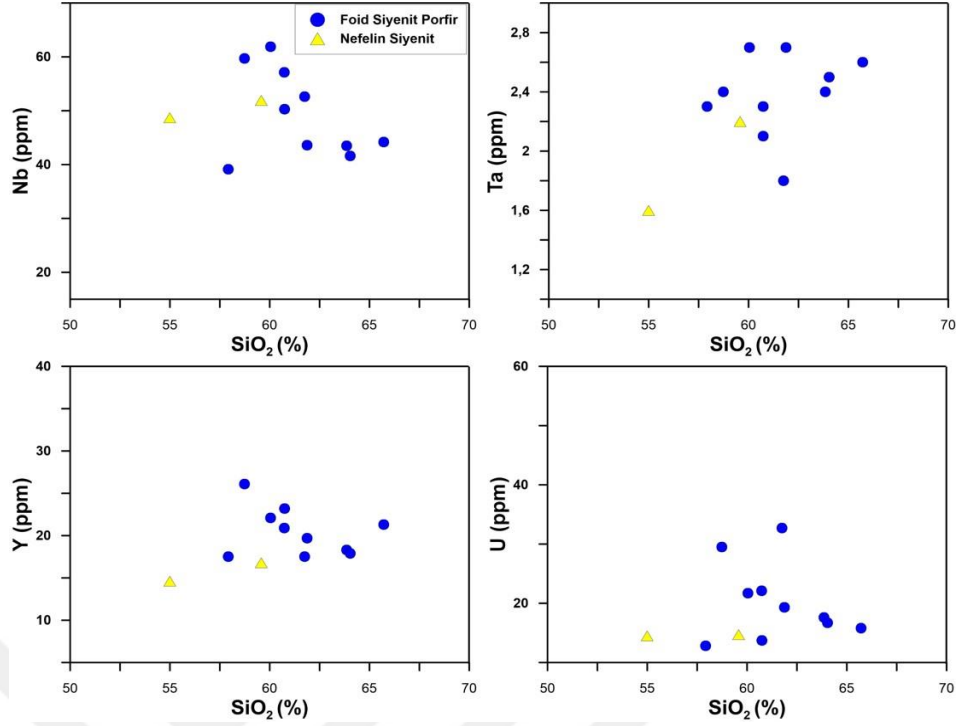 Foid Siyenit Porfir
Nefelin Siyenit
Nb (ppm)
60
40
20
50 55 60 65 70
SiO2 (%)
Ta (ppm)
2,8
2,4
2
1,6
1,2
50 55 60 65 70
SiO2 (%)
Y (ppm)
40
30
20
10
50 55 60 65 70
SiO2 (%)
U (ppm)
60
40
20
50 55 60 65 70
SiO2 (%)